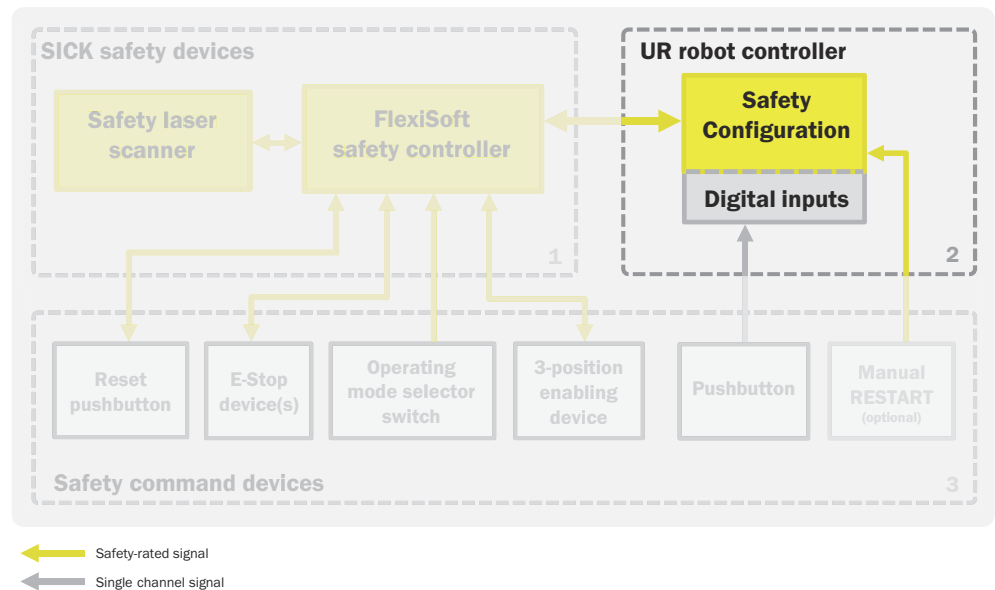 SICK safety devices
UR robot controller
Safety laser
scanner
FlexiSoft
safety controller
Safety
Configuration
Digital inputs
1
2
Reset
pushbutton
E-Stop
device(s)
Operating
mode selector
switch
3-position
enabling
device
Pushbutton
Manual
RESTART
(optional)
Safety command devices
3
Safety-rated signal
Single channel signal